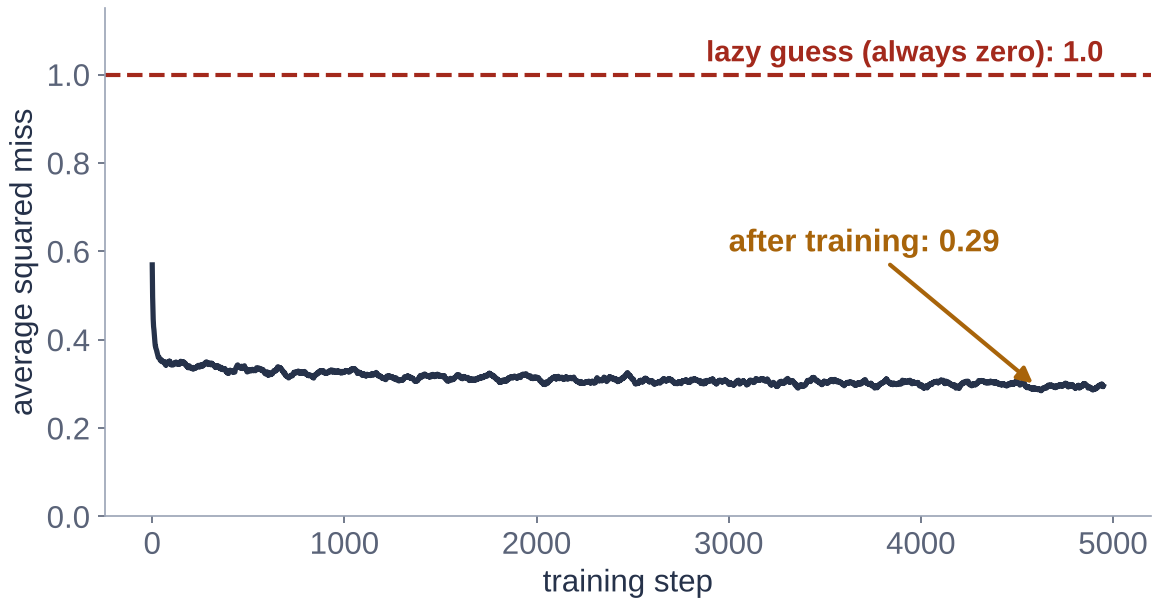 lazy guess (always zero): 1.0
1.0
average squared miss
0.8
after training: 0.29
0.6
0.4
0.2
0.0
0 1000 2000 3000 4000 5000
training step